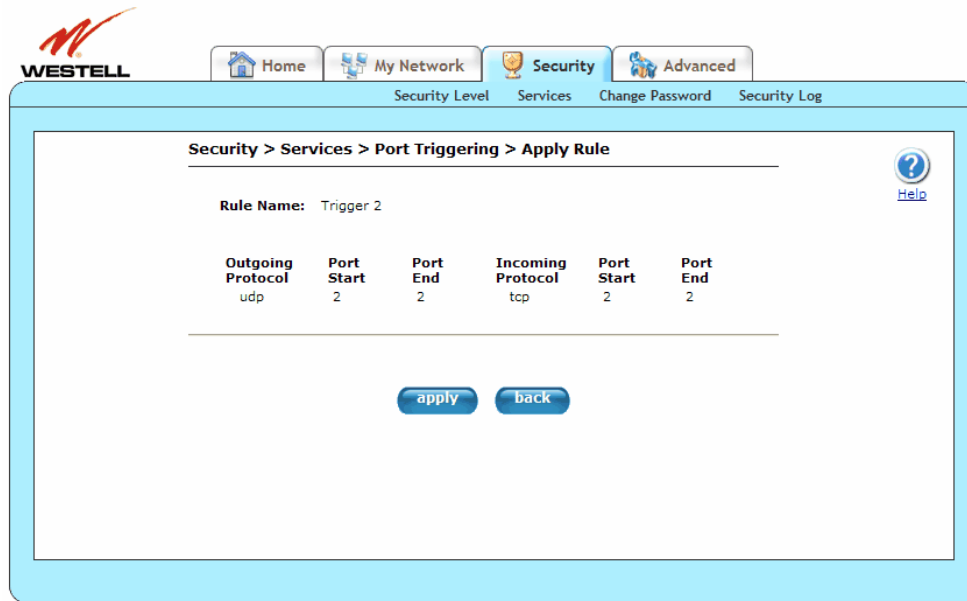 WESTELL
Home My Network Security Advanced
Security Level Services Change Password Security Log
Security > Services > Port Triggering > Apply Rule
Help
Rule Name: Trigger 2
Outgoing Port Port Incoming Port Port
Protocol Start End Protocol Start End
udp 2 2 tcp 2 2
apply back